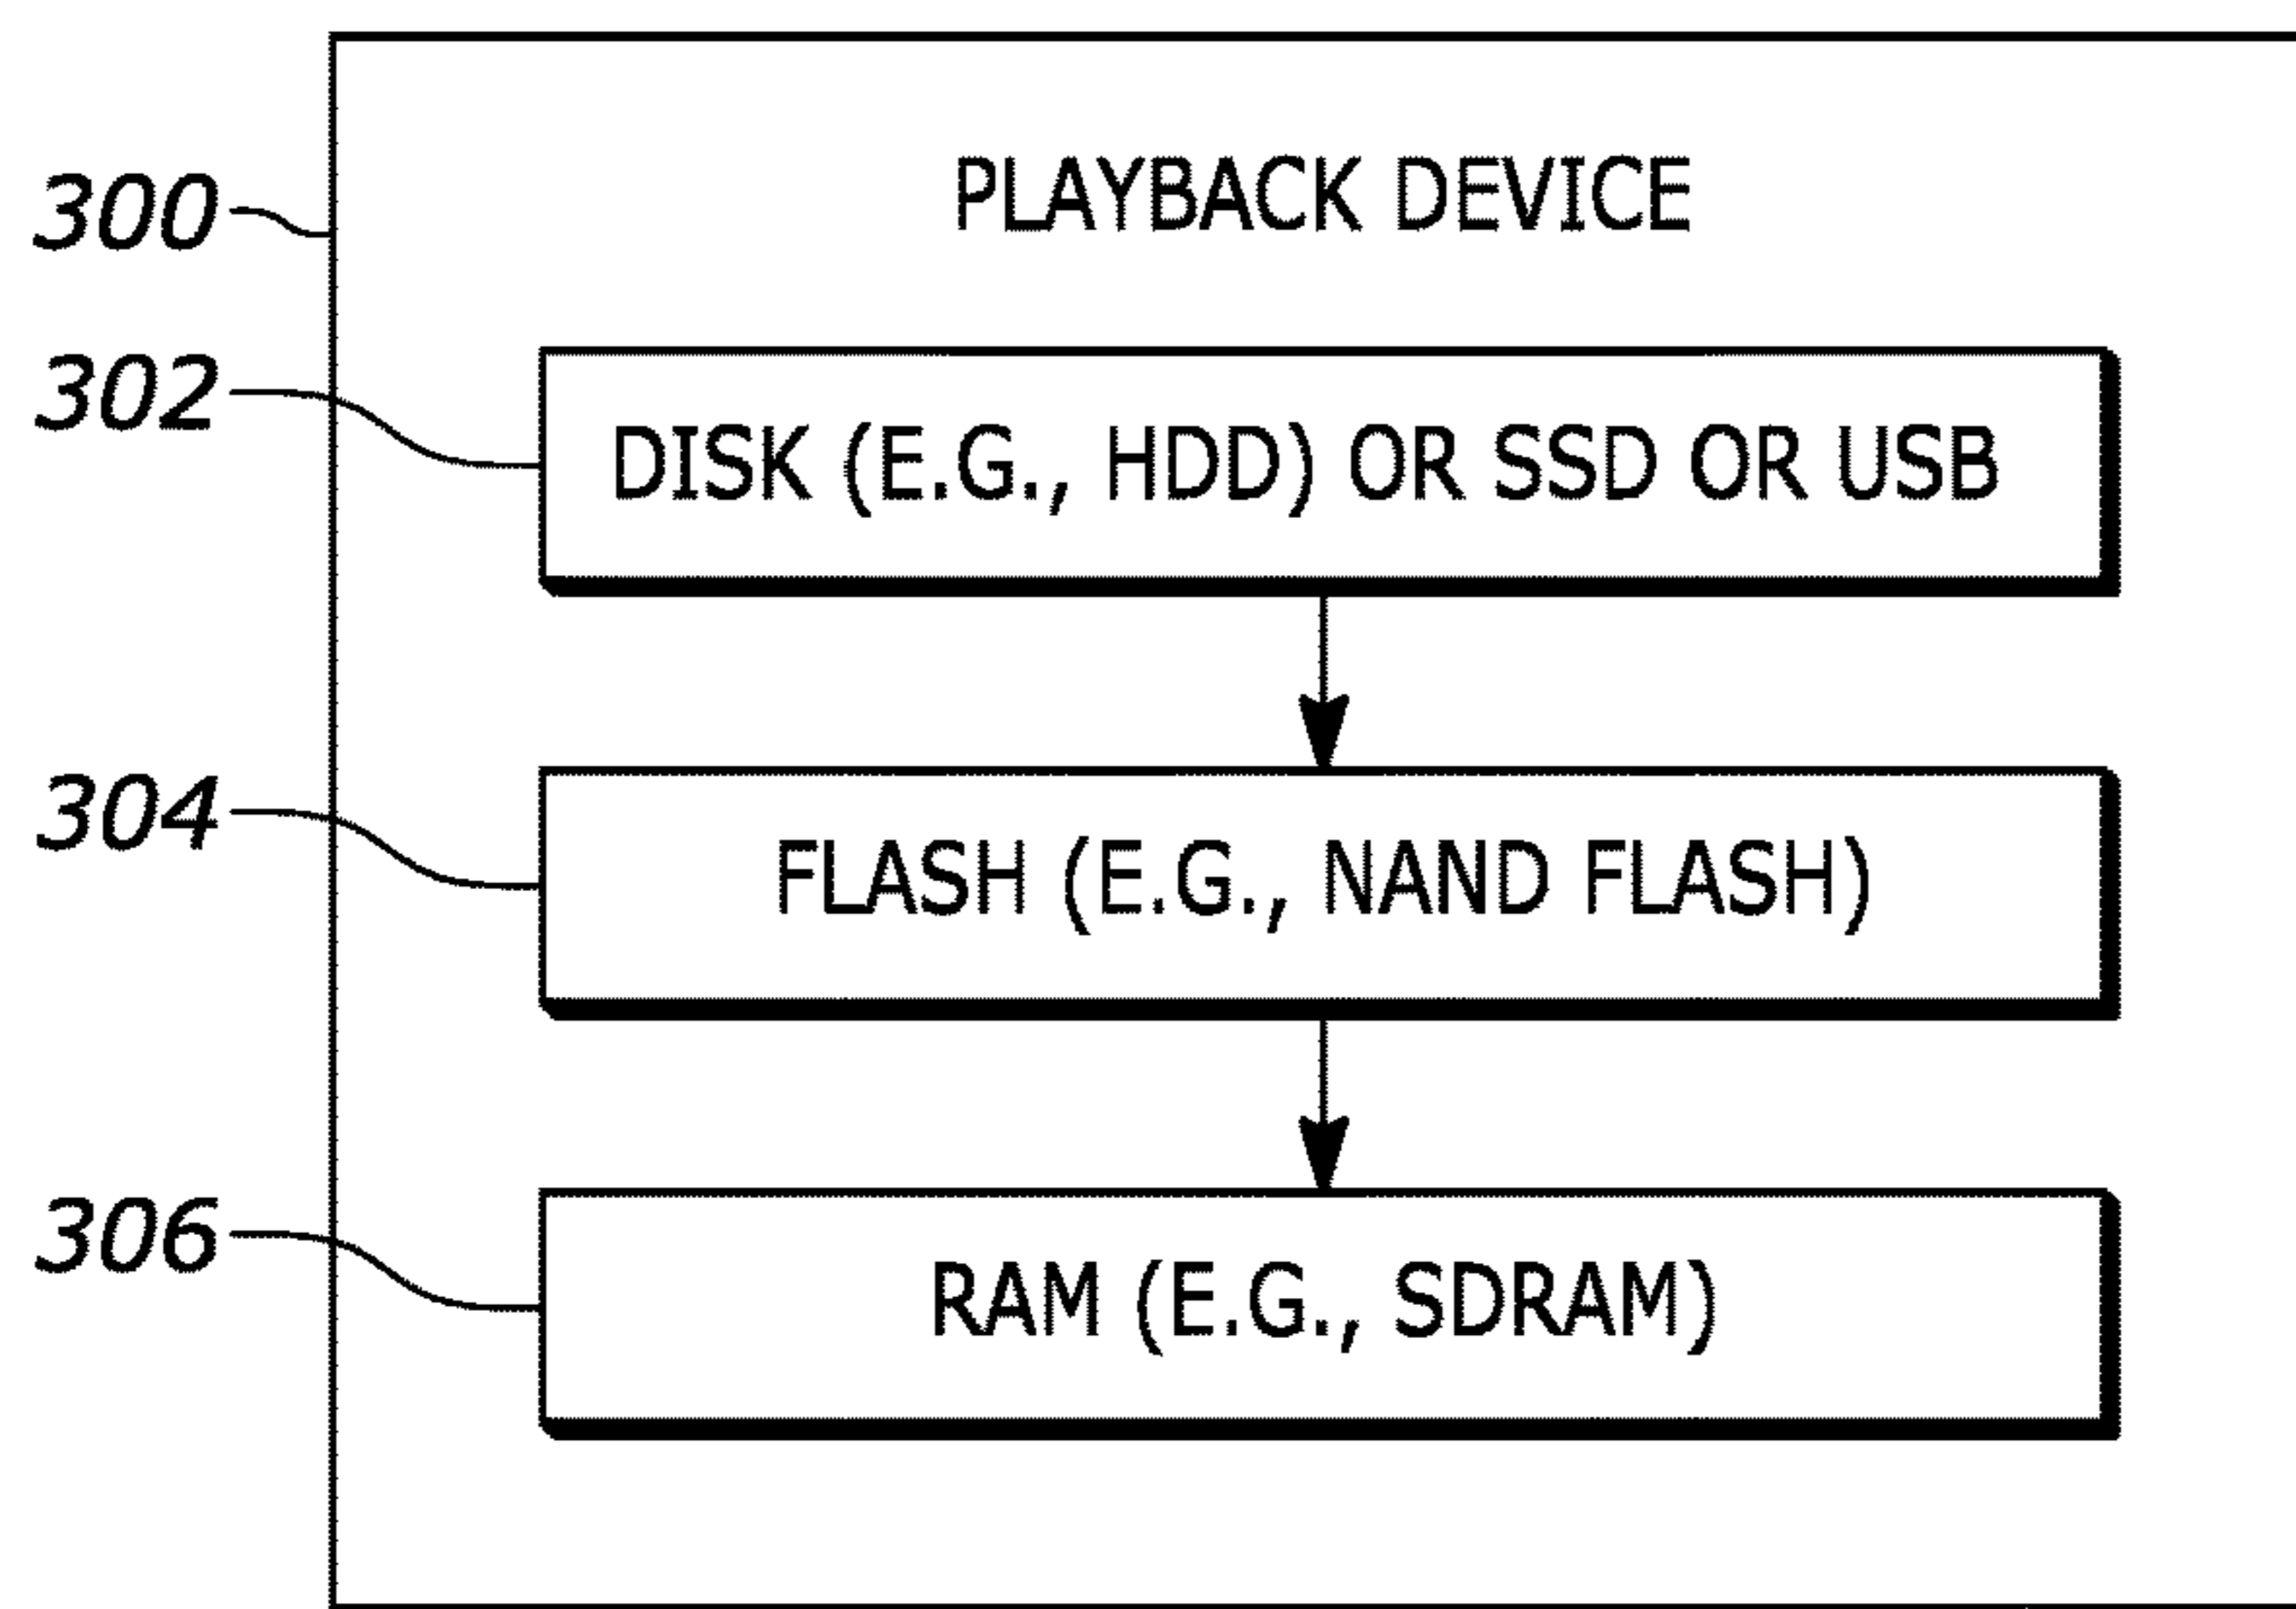 PLAYBACK DEVICE
300
302
DISK (E.G., HDD) OR SSD OR USB
304
FLASH (E.G., NAND FLASH)
306
RAM (E.G., SDRAM)